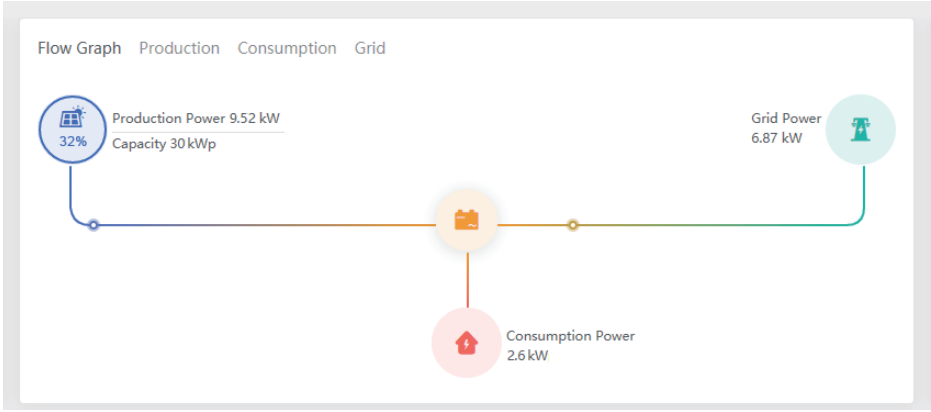 Flow Graph Production Consumption Grid
Production Power 9.52 kW
32%
Capacity 30 kWp
Grid Power
6.87 kW
Consumption Power
2.6 kW